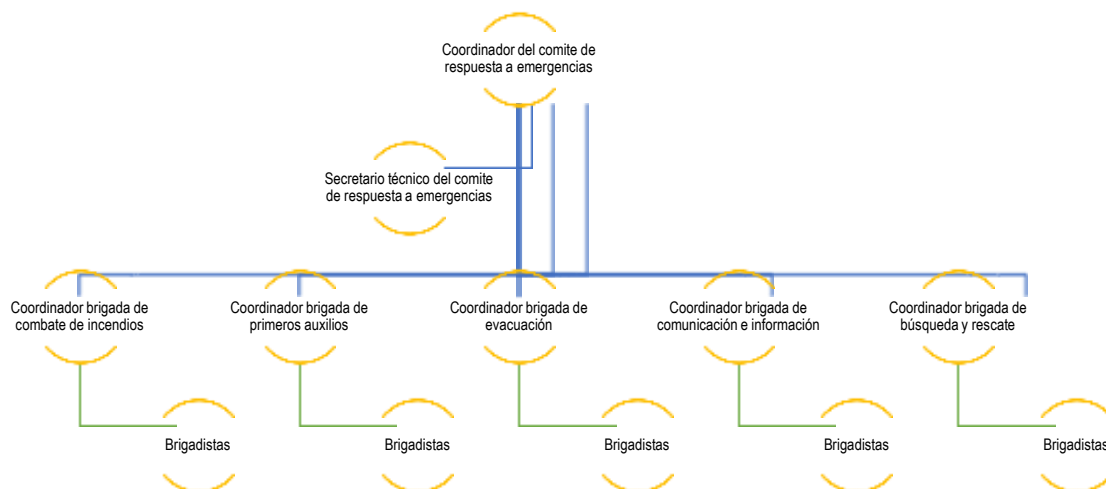 Coordinador del comite de
respuesta a emergencias
Secretario técnico del comite
de respuesta a emergencias
Coordinador brigada de
combate de incendios
Coordinador brigada de
primeros auxilios
Coordinador brigada de
evacuación
Coordinador brigada de
comunicación e información
Coordinador brigada de
búsqueda y rescate
Brigadistas
Brigadistas
Brigadistas
Brigadistas
Brigadistas